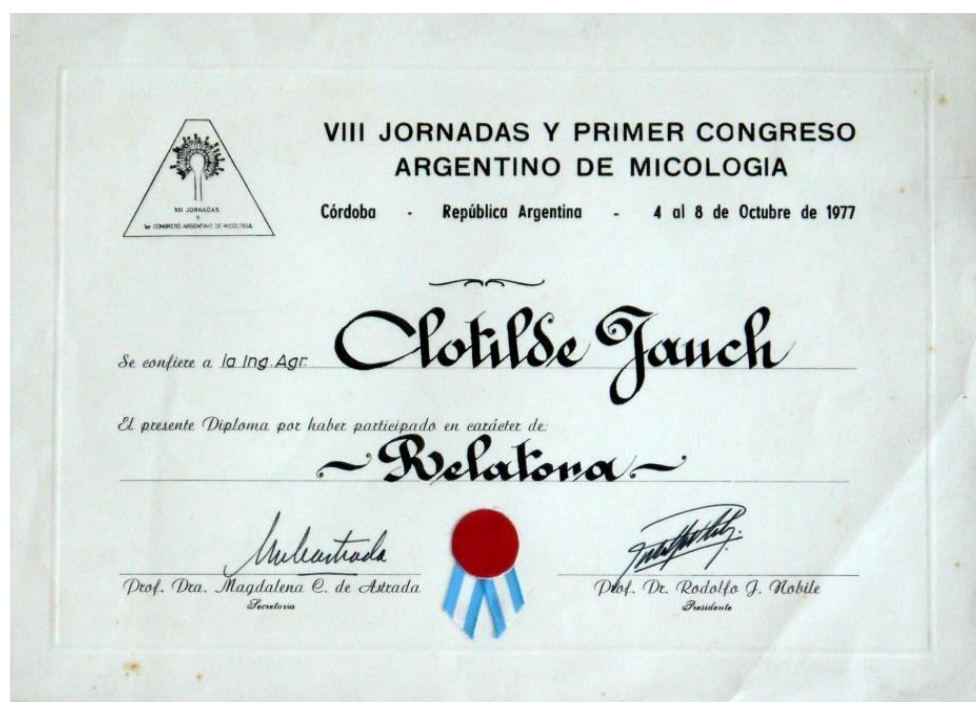 VIII JORNADAS Y PRIMER CONGRESO
ARGENTINO DE MICOLOGIA
Córdoba - República Argentina - 4 al 8 de Octubre de 1977
VIII JORNADAS
Y
1er CONGRESO ARGENTINO DE MICOLOGIA
Se confiere a la Ing. Agr. Clotilde Jauch
El presente Diploma por haber participado en carácter de:
~ Relatora ~
Prof. Dra. Magdalena C. de Astrada
Secretaria
Prof. Dr. Rodolfo J. Nobile
Presidente